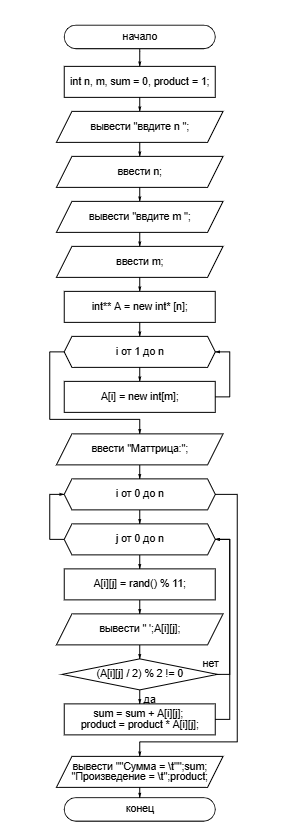 начало
int n, m, sum = 0, product = 1;
вывести "ввдите n ";
ввести n;
вывести "ввдите m ";
ввести m;
int** A = new int* [n];
i от 1 до n
A[i] = new int[m];
ввести "Маттрица:";
i от 0 до n
j от 0 до n
A[i][j] = rand() % 11;
вывести " ';A[i][j];
(A[i][j] / 2) % 2 != 0
нет
да
sum = sum + A[i][j];
product = product * A[i][j];
вывести ""Сумма = \t"";sum;
"Произведение = \t";product;
конец